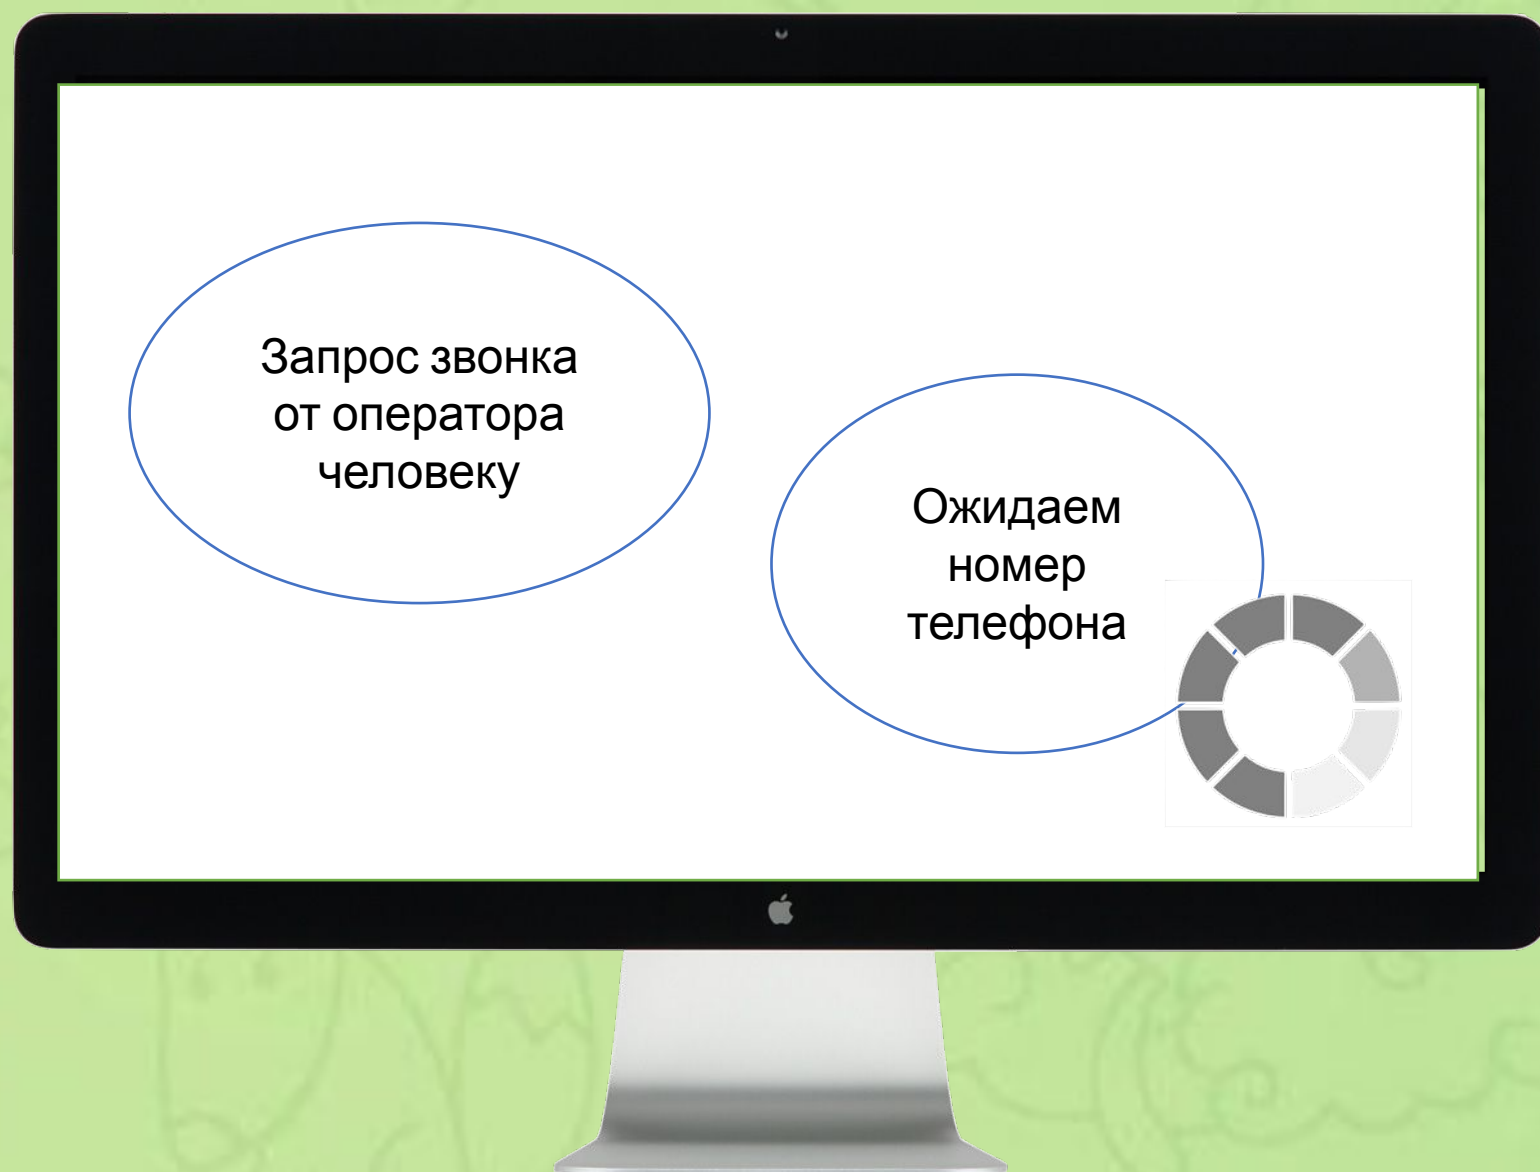 Запрос звонка
от оператора
человеку
Ожидаем
номер
телефона